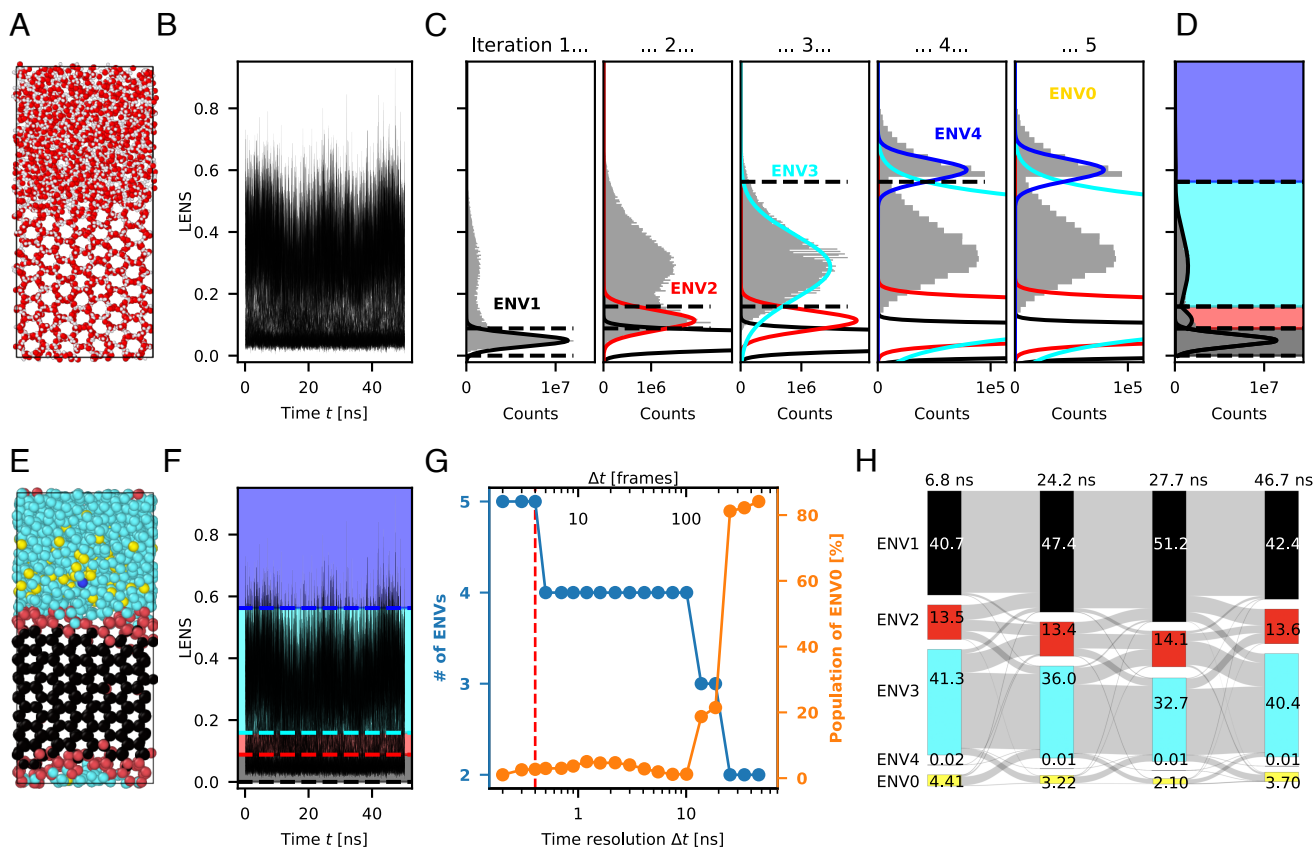 A
B
C
D
Iteration 1...
... 2...
... 3...
... 4...
... 5
LENS
0.8
0.6
0.4
0.2
0.0
ENV1
ENV2
ENV3
ENV4
ENV0
0 20 40
Time t [ns]
0 1e7
Counts
0 1e6
Counts
0 1e6
Counts
0 1e5
Counts
0 1e5
Counts
0 1e7
Counts
E
F
G
H
LENS
0.8
0.6
0.4
0.2
0.0
0 20 40
Time t [ns]
Δt [frames]
10 100
# of ENVs
5
4
3
2
Population of ENV0 [%]
80
60
40
20
0
1 10
Time resolution Δt [ns]
6.8 ns 24.2 ns 27.7 ns 46.7 ns
ENV1 40.7 47.4 51.2 42.4
ENV2 13.5 13.4 14.1 13.6
ENV3 41.3 36.0 32.7 40.4
ENV4 0.02 0.01 0.01 0.01
ENV0 4.41 3.22 2.10 3.70